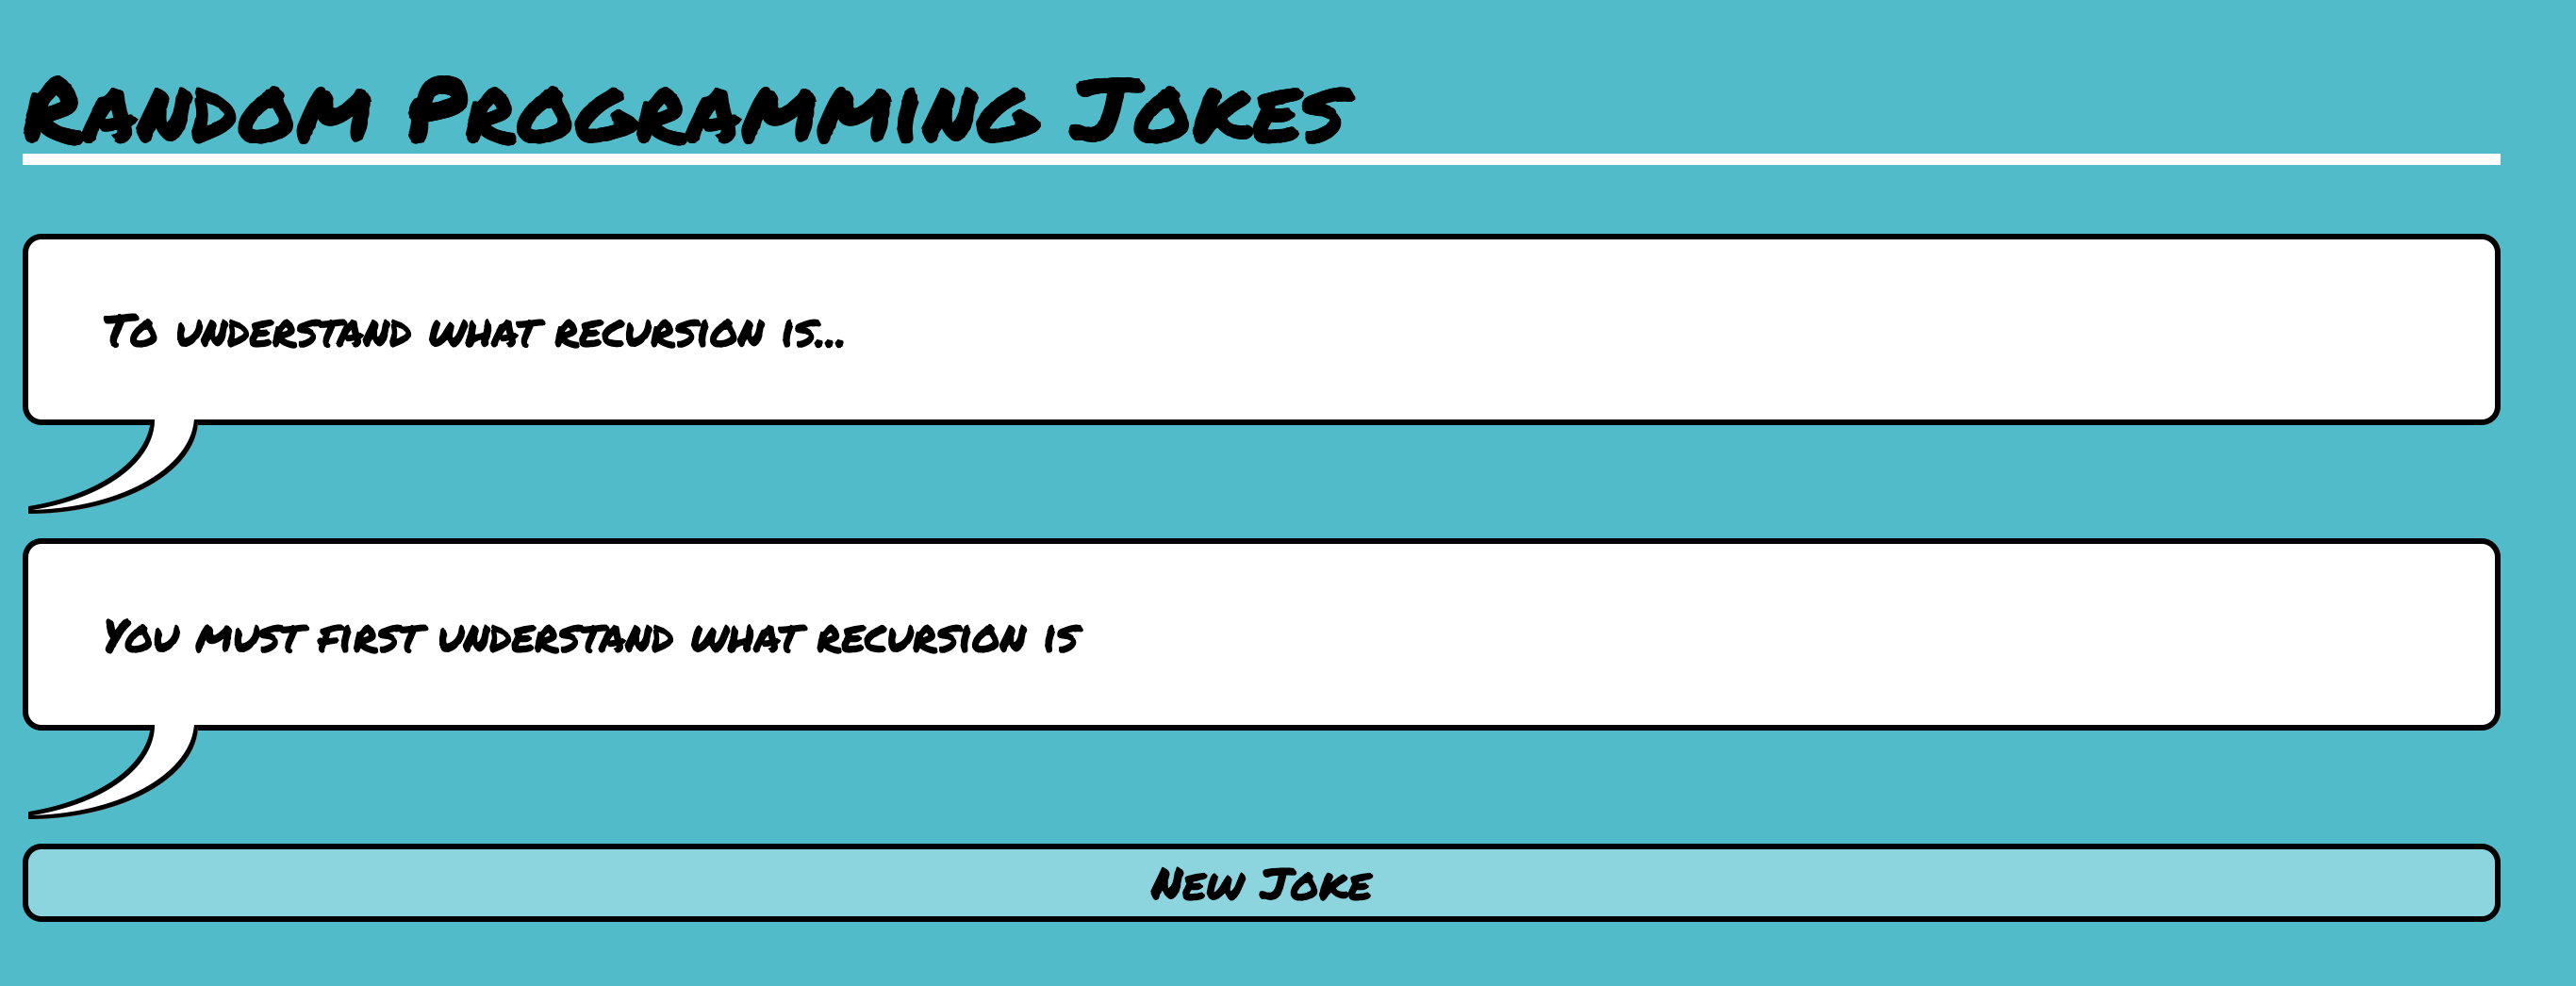 Random Programming Jokes
To understand what recursion is...
You must first understand what recursion is
New Joke